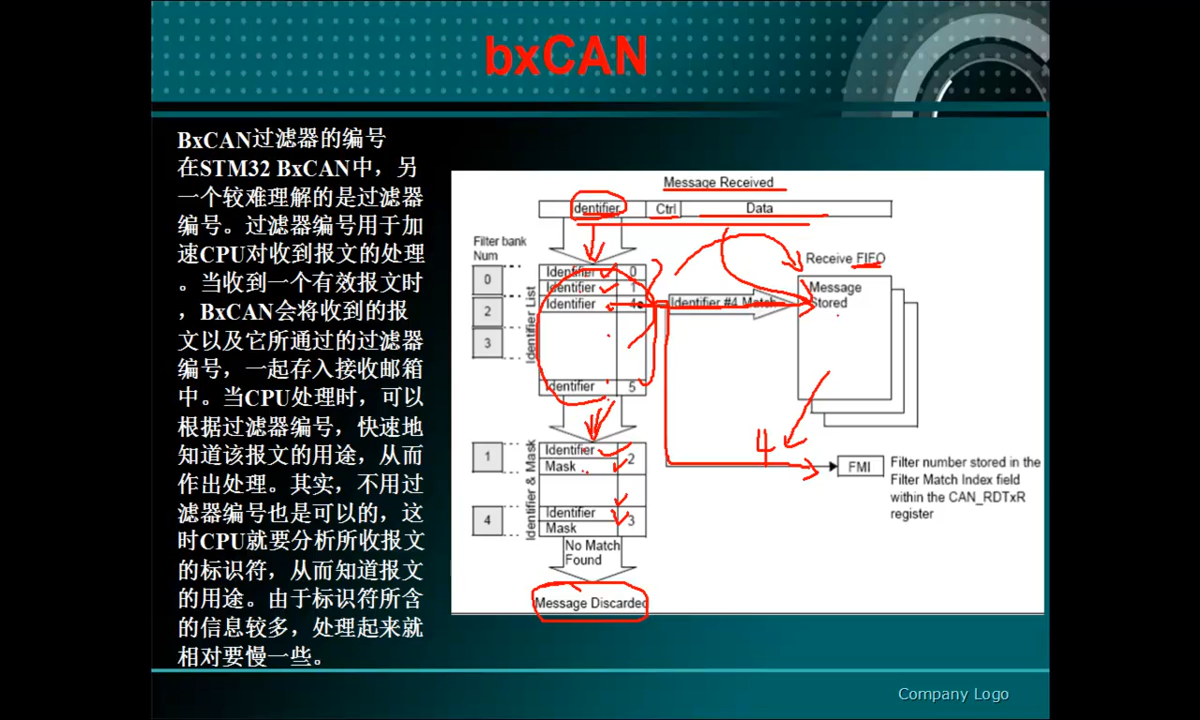 bxCAN
BxCAN过滤器的编号
在STM32 BxCAN中，另
一个较难理解的是过滤器
编号。过滤器编号用于加
速CPU对收到报文的处理
。当收到一个有效报文时
，BxCAN会将收到的报
文以及它所通过的过滤器
编号，一起存入接收邮箱
中。当CPU处理时，可以
根据过滤器编号，快速地
知道该报文的用途，从而
作出处理。其实，不用过
滤器编号也是可以的，这
时CPU就要分析所收报文
的标识符，从而知道报文
的用途。由于标识符所含
的信息较多，处理起来就
相对要慢一些。
Message Received
dentifier Ctrl Data
Filter bank
Num
Receive FIFO
0
2
3
Identifier List
Identifier 0
Identifier 1
Identifier 4
Identifier 5
Identifier #4 Match
Message
Stored
1
4
Identifier & Mask
Identifier
Mask
2
Identifier
Mask
3
4
FMI
Filter number stored in the
Filter Match Index field
within the CAN_RDTxR
register
No Match
Found
Message Discarded
Company Logo